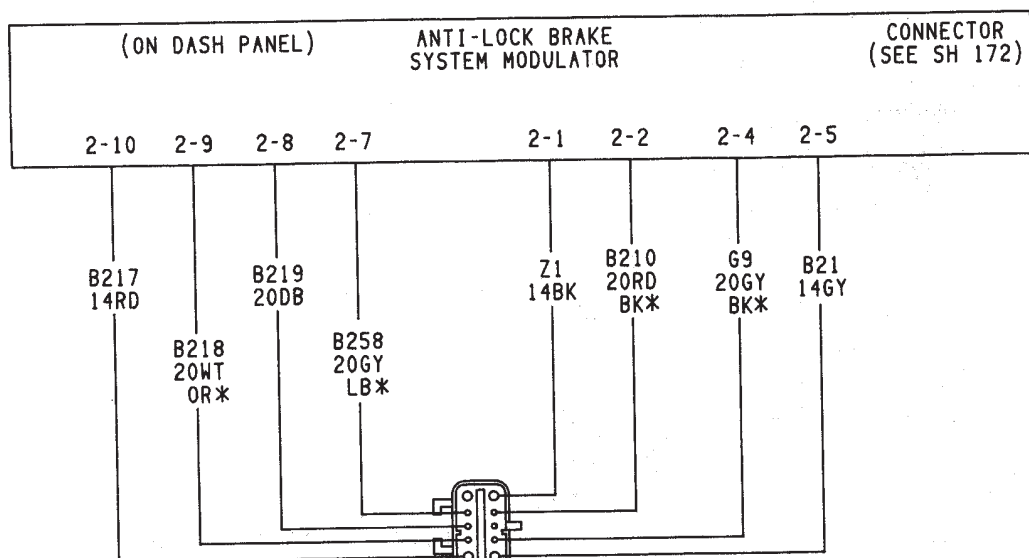 (ON DASH PANEL)
ANTI-LOCK BRAKE
SYSTEM MODULATOR
CONNECTOR
(SEE SH 172)
2-10 2-9 2-8 2-7 2-1 2-2 2-4 2-5
B217
14RD
B218
20WT
OR*
B219
20DB
B258
20GY
LB*
Z1
14BK
B210
20RD
BK*
G9
20GY
BK*
B21
14GY